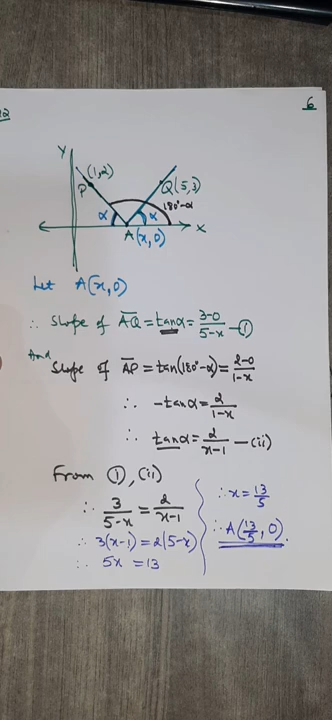 6
Y
(1,2)
P
Q(5,3)
180°-α
α
α
X
A(x,0)
Let A(x,0)
∴ Slope of A̅Q̅ = tanα = 3-0/5-x —①
And
Slope of A̅P̅ = tan(180°-α) = 2-0/1-x
∴ -tanα = 2/1-x
∴ tanα = 2/x-1 —(ii)
From ①, (ii)
∴ 3/5-x = 2/x-1
∴ 3(x-1) = 2(5-x)
∴ 5x = 13
∴ x = 13/5
∴ A(13/5, 0).